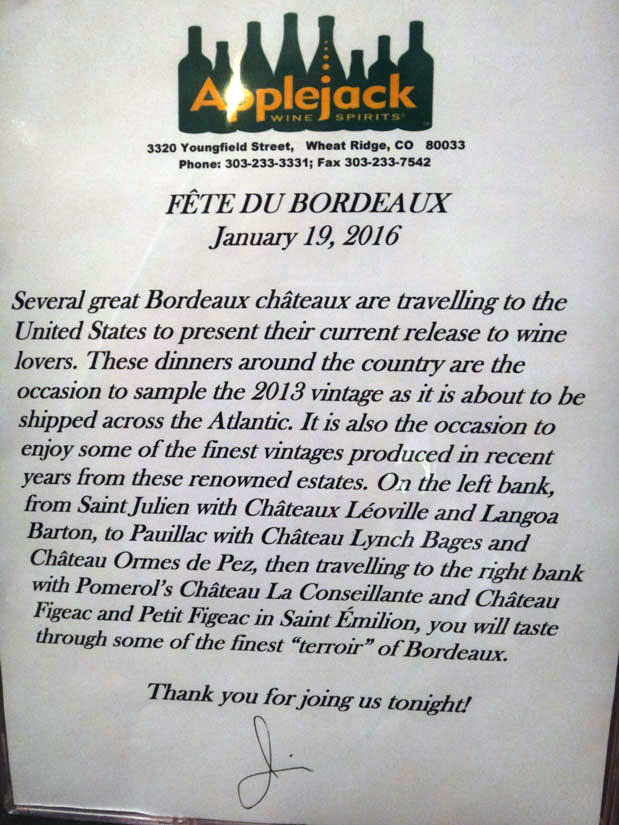 Applejack
WINE SPIRITS
3320 Youngfield Street, Wheat Ridge, CO 80033
Phone: 303-233-3331; Fax 303-233-7542
FÊTE DU BORDEAUX
January 19, 2016
Several great Bordeaux châteaux are travelling to the
United States to present their current release to wine
lovers. These dinners around the country are the
occasion to sample the 2013 vintage as it is about to be
shipped across the Atlantic. It is also the occasion to
enjoy some of the finest vintages produced in recent
years from these renowned estates. On the left bank,
from Saint Julien with Châteaux Léoville and Langoa
Barton, to Pauillac with Château Lynch Bages and
Château Ormes de Pez, then travelling to the right bank
with Pomerol's Château La Conseillante and Château
Figeac and Petit Figeac in Saint Émilion, you will taste
through some of the finest “terroir” of Bordeaux.
Thank you for joing us tonight!